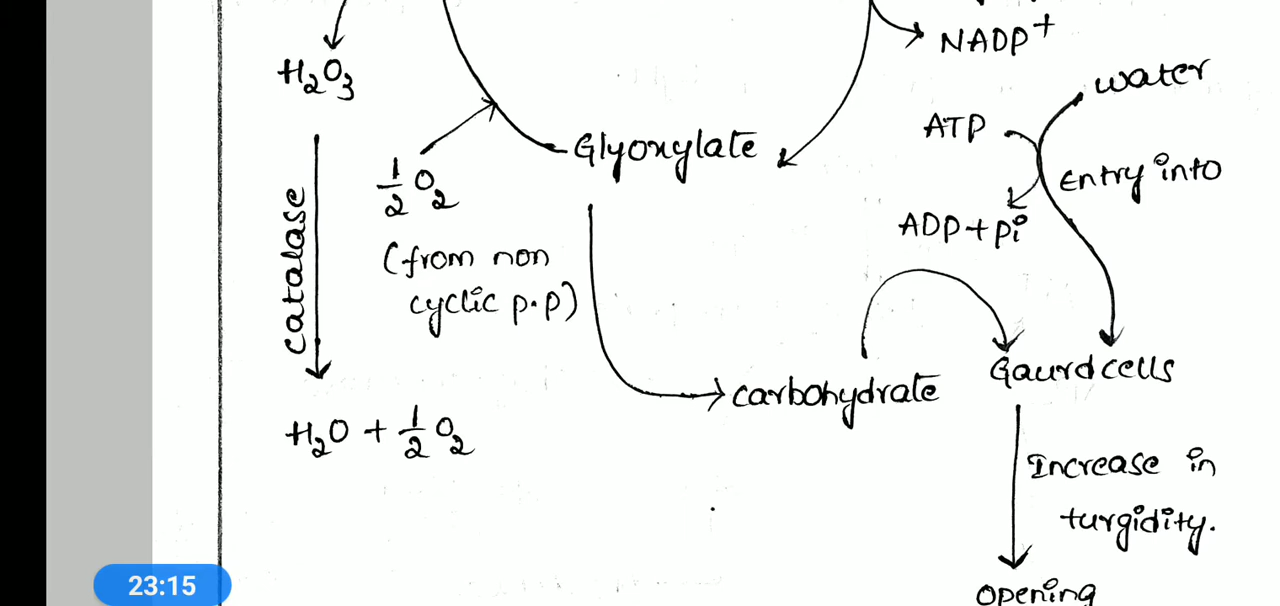 NADP+
H₂O₃
water
ATP
Glyoxylate
½ O₂
Entry into
Catalase
ADP + Pi
(from non
cyclic p.p)
Gaurd cells
carbohydrate
H₂O + ½ O₂
Increase in
turgidity.
23:15
Opening